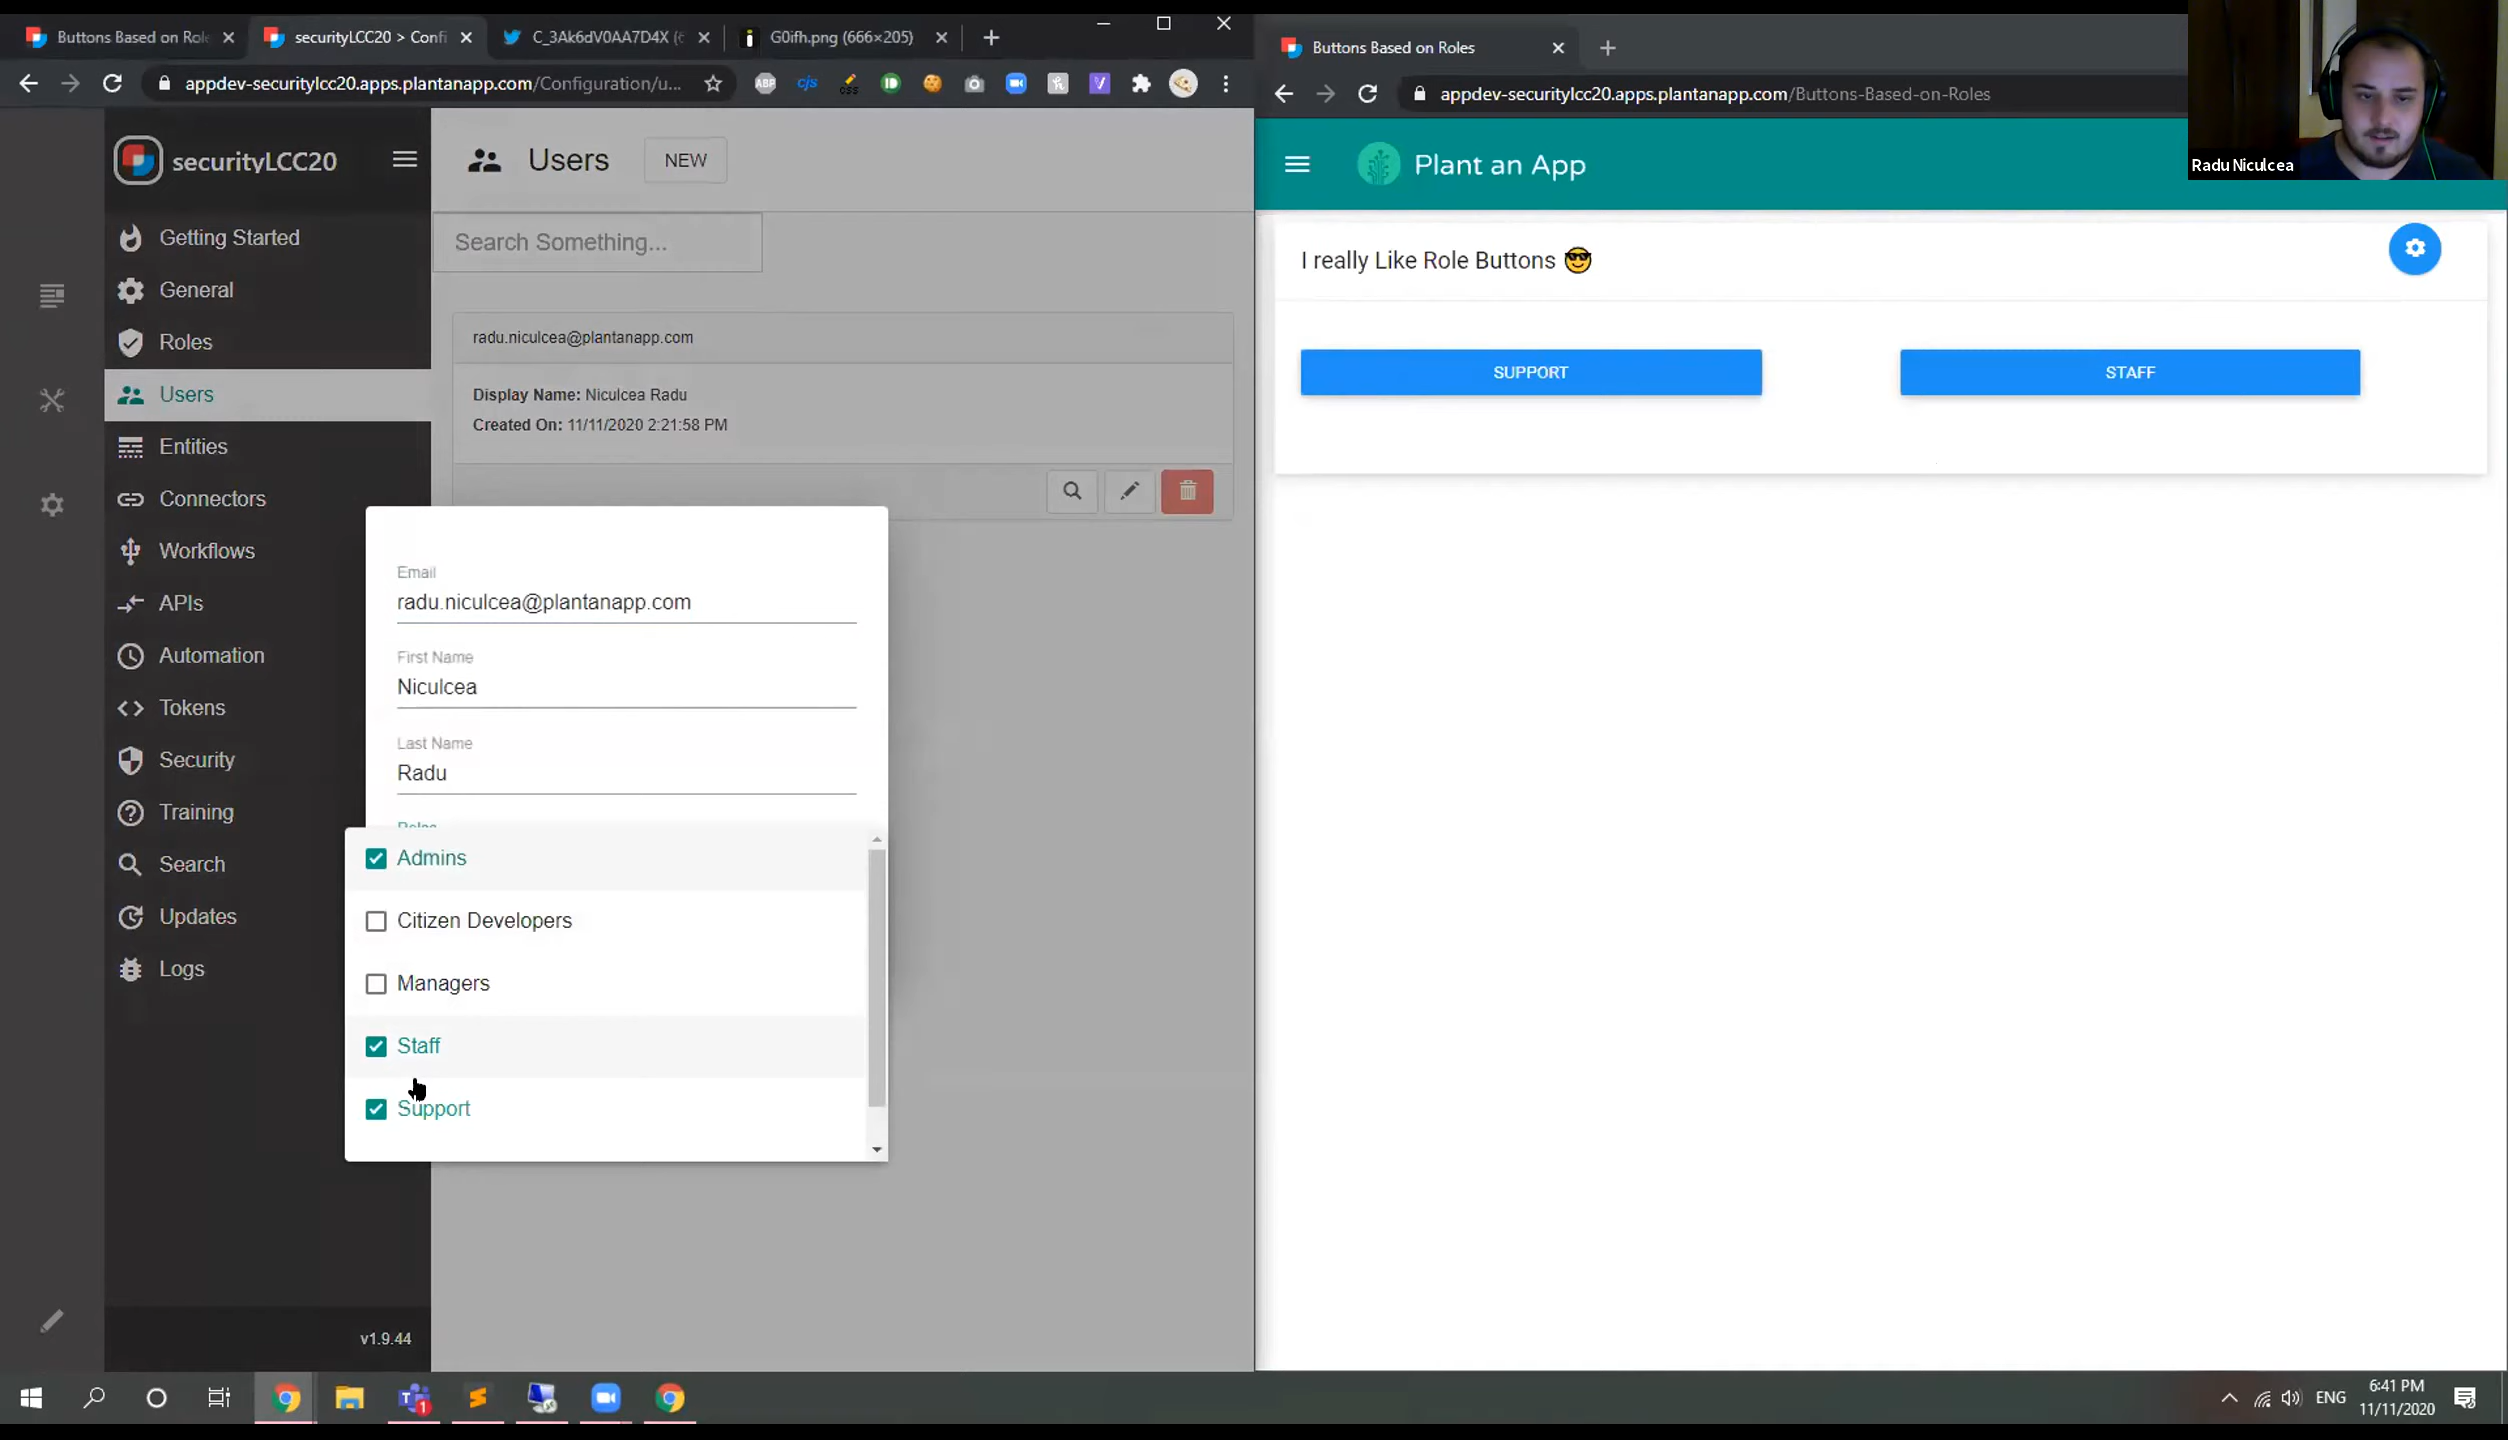 Buttons Based on Rol
securityLCC20 > Confi
C_3Ak6dV0AA7D4X (
G0ifh.png (666×205)
appdev-securitylcc20.apps.plantanapp.com/Configuration/u...
ABP
cjs
css
securityLCC20
Getting Started
General
Roles
Users
Entities
Connectors
Workflows
APIs
Automation
Tokens
Security
Training
Search
Updates
Logs
v1.9.44
Users
NEW
Search Something...
radu.niculcea@plantanapp.com
Display Name: Niculcea Radu
Created On: 11/11/2020 2:21:58 PM
Email
radu.niculcea@plantanapp.com
First Name
Niculcea
Last Name
Radu
Roles
Admins
Citizen Developers
Managers
Staff
Support
Buttons Based on Roles
appdev-securitylcc20.apps.plantanapp.com/Buttons-Based-on-Roles
Plant an App
Radu Niculcea
I really Like Role Buttons 😎
SUPPORT
STAFF
1
ENG
6:41 PM
11/11/2020